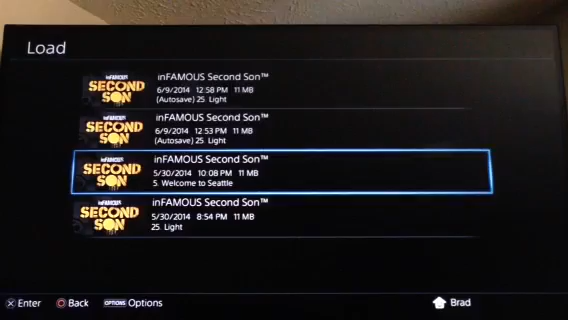 Load
inFAMOUS
SECOND
SON
inFAMOUS Second Son™
6/9/2014 12:58 PM 11 MB
(Autosave) 25 Light
inFAMOUS
SECOND
SON
inFAMOUS Second Son™
6/9/2014 12:53 PM 11 MB
(Autosave) 25 Light
inFAMOUS
SECOND
SON
inFAMOUS Second Son™
5/30/2014 10:08 PM 11 MB
5 Welcome to Seattle
inFAMOUS
SECOND
SON
inFAMOUS Second Son™
5/30/2014 8:54 PM 11 MB
25 Light
Enter Back OPTIONS Options Brad